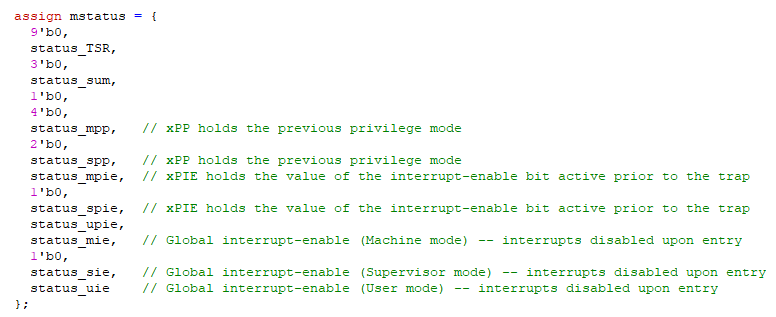 assign mstatus = {
9'b0,
status_TSR,
3'b0,
status_sum,
1'b0,
4'b0,
status_mpp,   // xPP holds the previous privilege mode
2'b0,
status_spp,   // xPP holds the previous privilege mode
status_mpie,  // xPIE holds the value of the interrupt-enable bit active prior to the trap
1'b0,
status_spie,  // xPIE holds the value of the interrupt-enable bit active prior to the trap
status_upie,
status_mie,   // Global interrupt-enable (Machine mode) -- interrupts disabled upon entry
1'b0,
status_sie,   // Global interrupt-enable (Supervisor mode) -- interrupts disabled upon entry
status_uie    // Global interrupt-enable (User mode) -- interrupts disabled upon entry
};